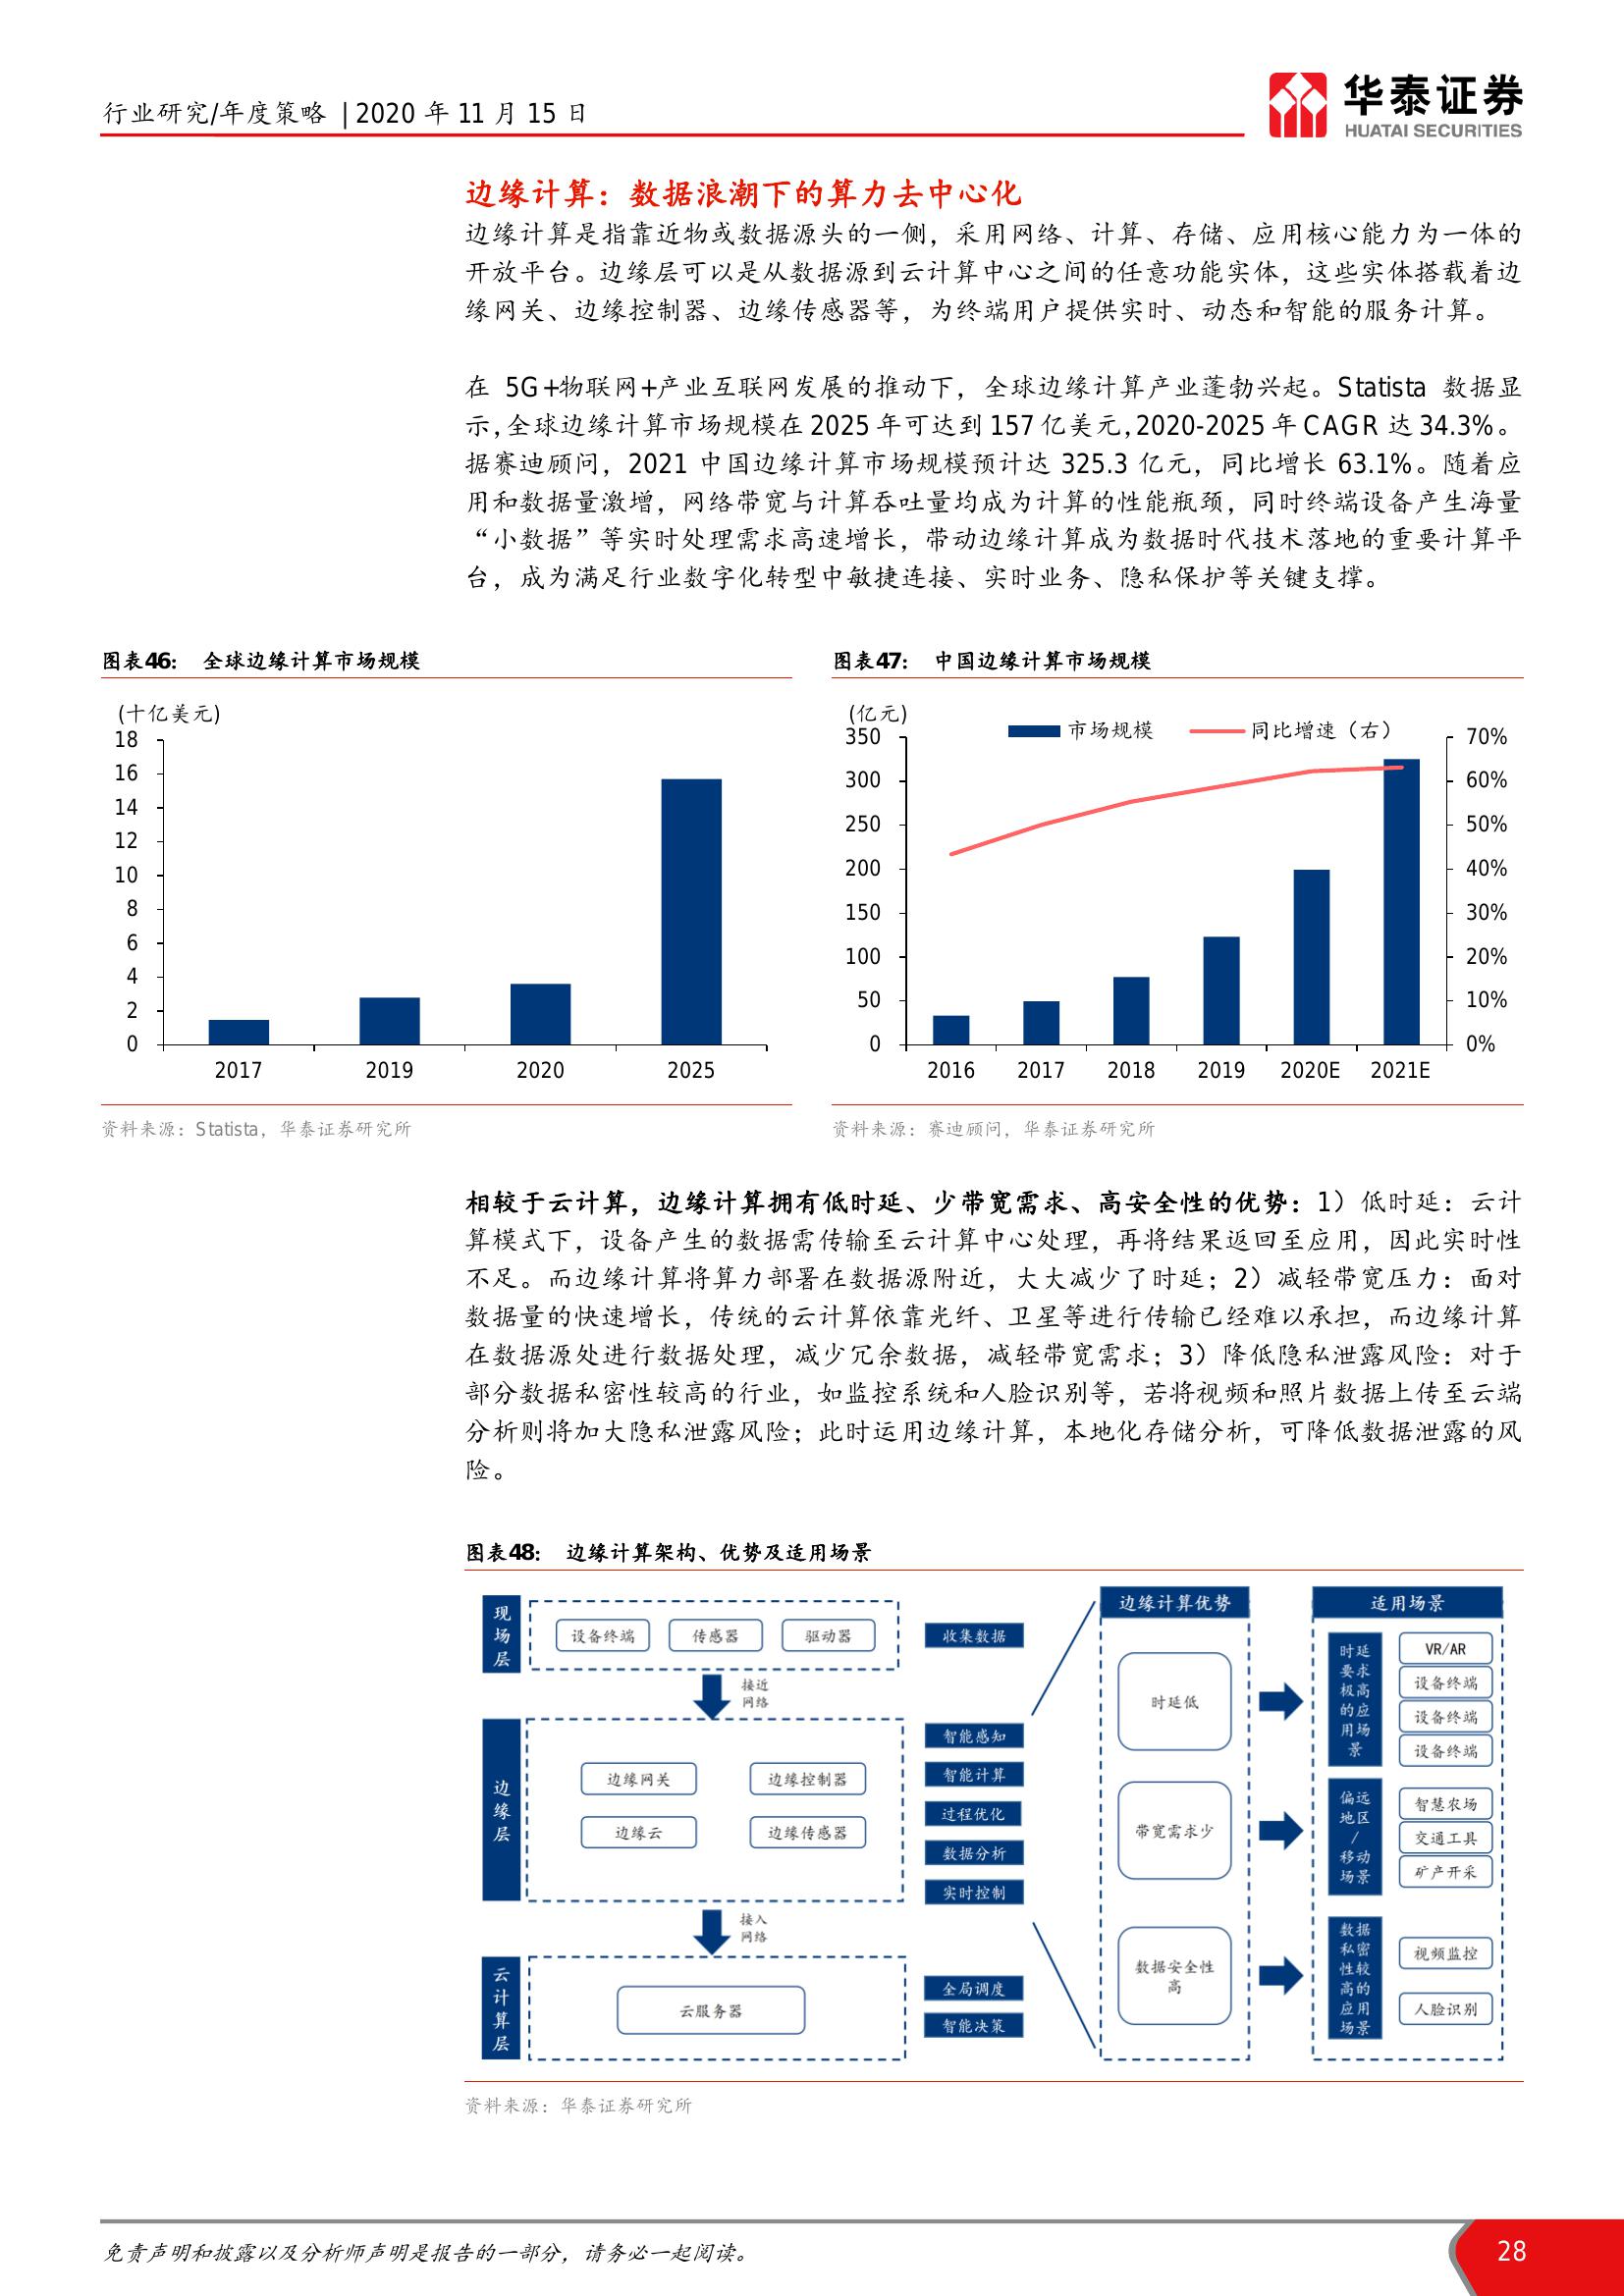 行业研究/年度策略 | 2020 年 11 月 15 日
华泰证券
HUATAI SECURITIES
边缘计算：数据浪潮下的算力去中心化
边缘计算是指靠近物或数据源头的一侧，采用网络、计算、存储、应用核心能力为一体的
开放平台。边缘层可以是从数据源到云计算中心之间的任意功能实体，这些实体搭载着边
缘网关、边缘控制器、边缘传感器等，为终端用户提供实时、动态和智能的服务计算。
在 5G+物联网+产业互联网发展的推动下，全球边缘计算产业蓬勃兴起。Statista 数据显
示，全球边缘计算市场规模在 2025 年可达到 157 亿美元，2020-2025 年 CAGR 达 34.3%。
据赛迪顾问，2021 中国边缘计算市场规模预计达 325.3 亿元，同比增长 63.1%。随着应
用和数据量激增，网络带宽与计算吞吐量均成为计算的性能瓶颈，同时终端设备产生海量
“小数据”等实时处理需求高速增长，带动边缘计算成为数据时代技术落地的重要计算平
台，成为满足行业数字化转型中敏捷连接、实时业务、隐私保护等关键支撑。
图表46： 全球边缘计算市场规模
(十亿美元)
18
16
14
12
10
8
6
4
2
0
2017 2019 2020 2025
资料来源：Statista，华泰证券研究所
图表47： 中国边缘计算市场规模
(亿元)
市场规模 同比增速（右）
350 70%
300 60%
250 50%
200 40%
150 30%
100 20%
50 10%
0 0%
2016 2017 2018 2019 2020E 2021E
资料来源：赛迪顾问，华泰证券研究所
相较于云计算，边缘计算拥有低时延、少带宽需求、高安全性的优势：1）低时延：云计
算模式下，设备产生的数据需传输至云计算中心处理，再将结果返回至应用，因此实时性
不足。而边缘计算将算力部署在数据源附近，大大减少了时延；2）减轻带宽压力：面对
数据量的快速增长，传统的云计算依靠光纤、卫星等进行传输已经难以承担，而边缘计算
在数据源处进行数据处理，减少冗余数据，减轻带宽需求；3）降低隐私泄露风险：对于
部分数据私密性较高的行业，如监控系统和人脸识别等，若将视频和照片数据上传至云端
分析则将加大隐私泄露风险；此时运用边缘计算，本地化存储分析，可降低数据泄露的风
险。
图表48： 边缘计算架构、优势及适用场景
现场层
设备终端 传感器 驱动器
收集数据
接近
网络
边缘层
边缘网关 边缘控制器
边缘云 边缘传感器
智能感知
智能计算
过程优化
数据分析
实时控制
接入
网络
云计算层
云服务器
全局调度
智能决策
边缘计算优势
时延低
带宽需求少
数据安全性
高
适用场景
时延
要求
极高
的应
用场
景
VR/AR
设备终端
设备终端
设备终端
偏远
地区
/
移动
场景
智慧农场
交通工具
矿产开采
数据
私密
性较
高的
应用
场景
视频监控
人脸识别
资料来源：华泰证券研究所
免责声明和披露以及分析师声明是报告的一部分，请务必一起阅读。
28